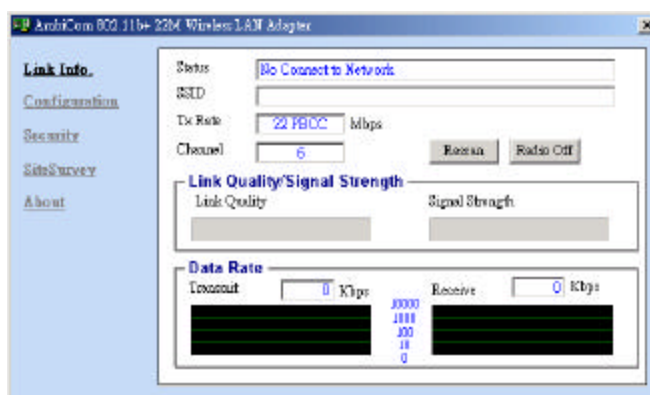 AmbiCom 802.11b+ 22M Wireless LAN Adapter
Link Info.
Configuration
Security
SiteSurvey
About
Status No Connect to Network
SSID
Tx Rate 22 PBCC Mbps
Channel 6 Rescan Radio Off
Link Quality/Signal Strength
Link Quality Signal Strength
Data Rate
Transmit 0 Kbps Receive 0 Kbps
10000
1000
100
10
0